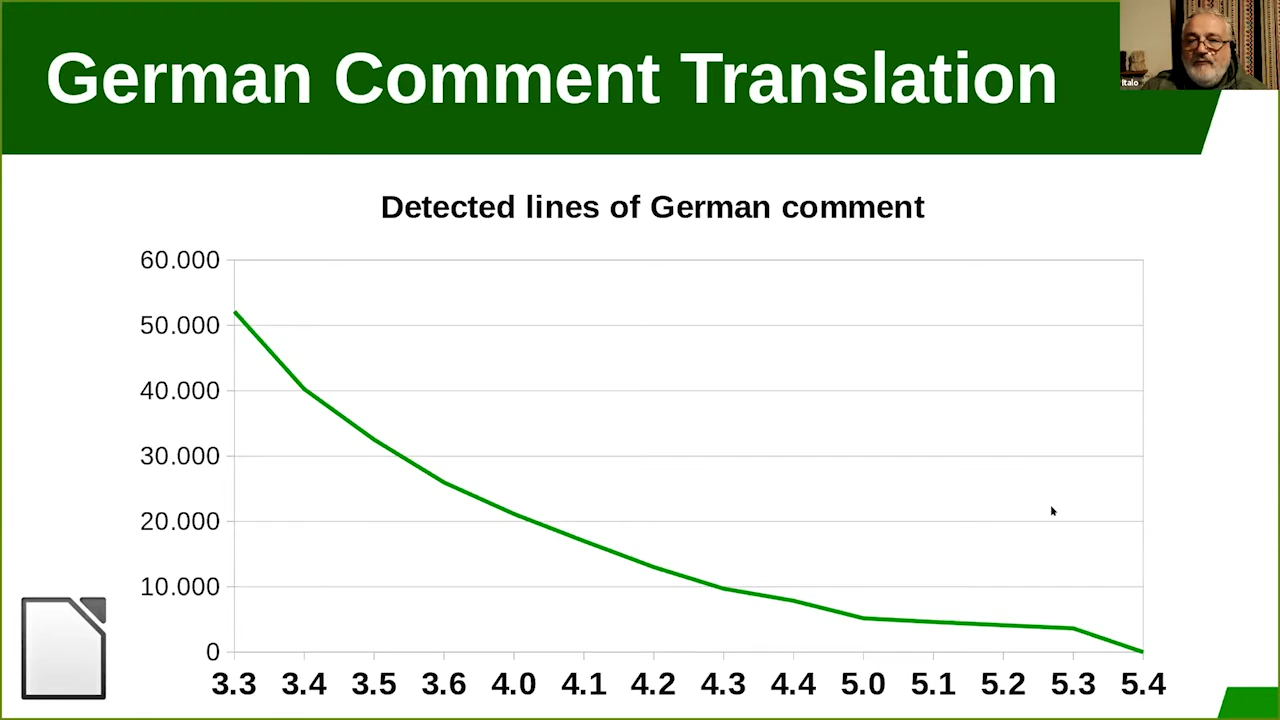 German Comment Translation
Italo
Detected lines of German comment
60.000
50.000
40.000
30.000
20.000
10.000
0
3.3 3.4 3.5 3.6 4.0 4.1 4.2 4.3 4.4 5.0 5.1 5.2 5.3 5.4